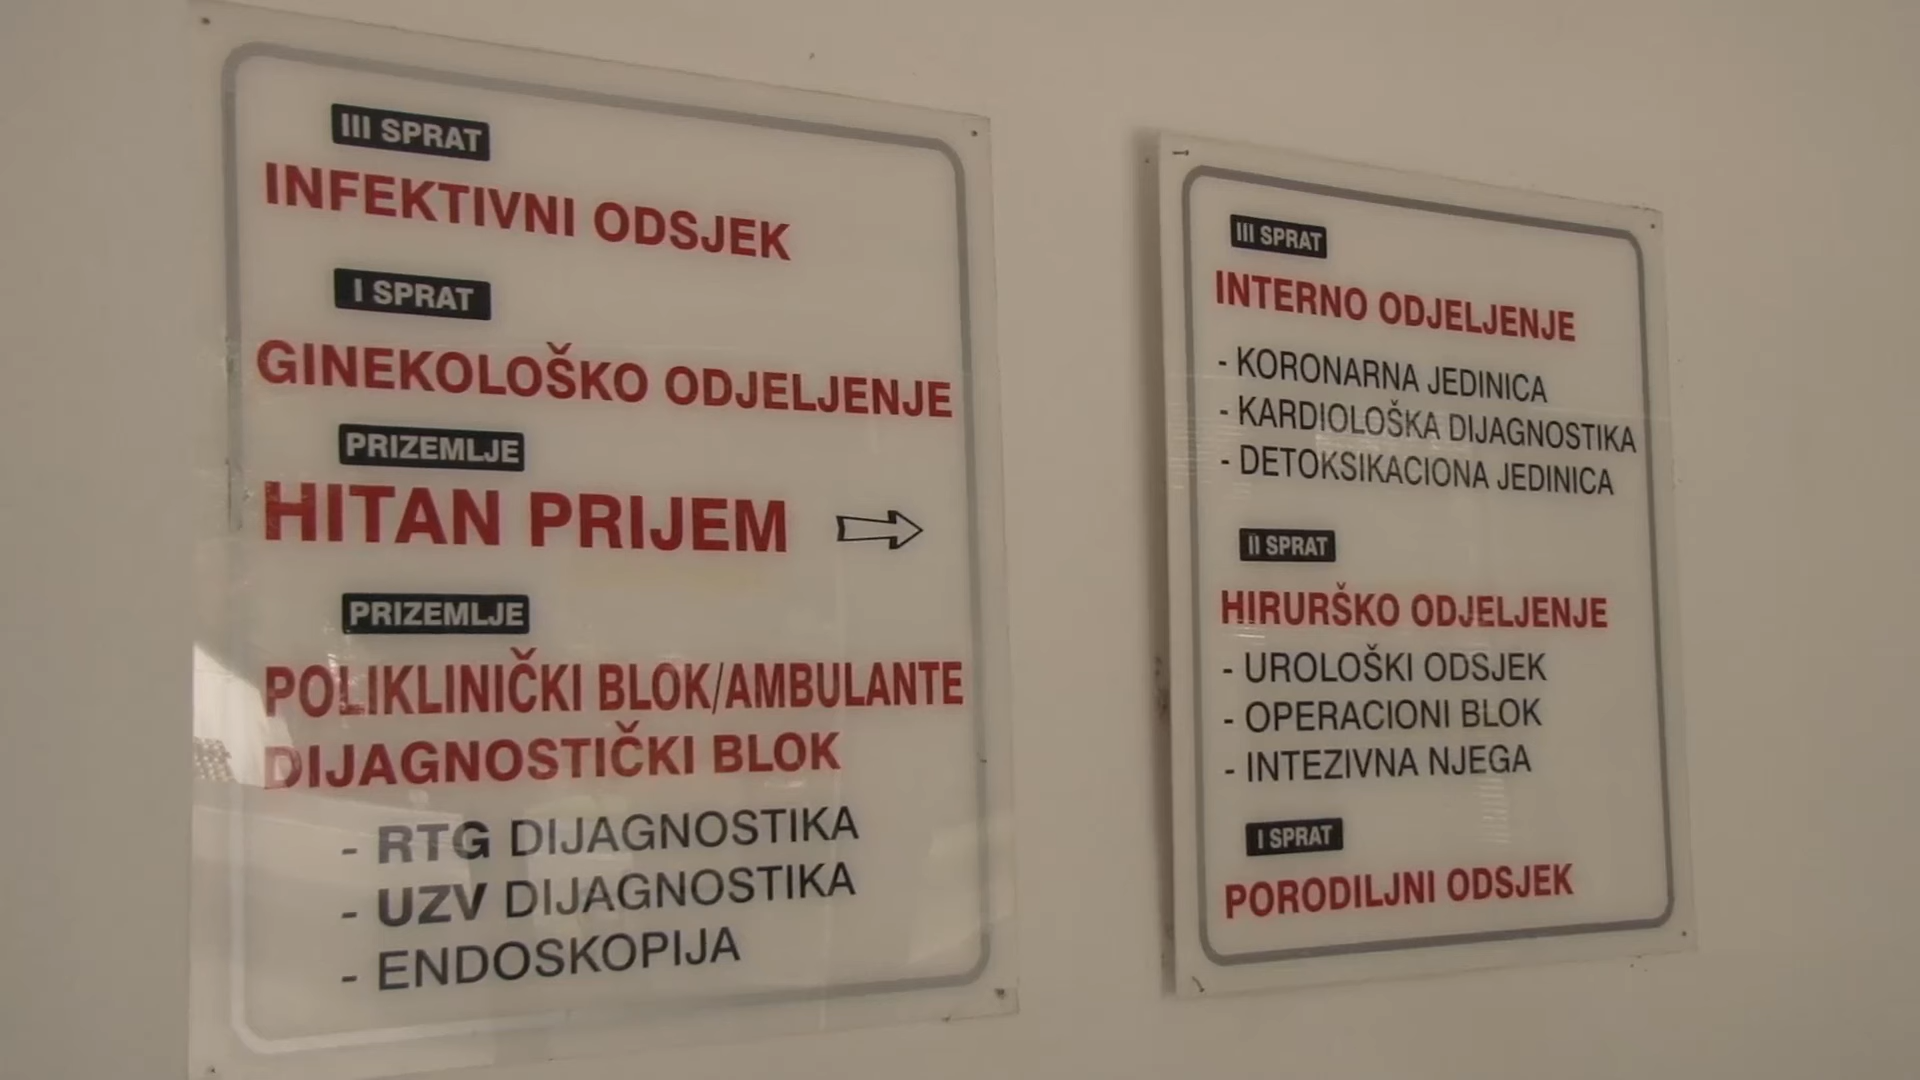 III SPRAT
INFEKTIVNI ODSJEK
I SPRAT
GINEKOLOŠKO ODJELJENJE
PRIZEMLJE
HITAN PRIJEM
PRIZEMLJE
POLIKLINIČKI BLOK/AMBULANTE
DIJAGNOSTIČKI BLOK
- RTG DIJAGNOSTIKA
- UZV DIJAGNOSTIKA
- ENDOSKOPIJA
III SPRAT
INTERNO ODJELJENJE
- KORONARNA JEDINICA
- KARDIOLOŠKA DIJAGNOSTIKA
- DETOKSIKACIONA JEDINICA
II SPRAT
HIRURŠKO ODJELJENJE
- UROLOŠKI ODSJEK
- OPERACIONI BLOK
- INTEZIVNA NJEGA
I SPRAT
PORODILJNI ODSJEK